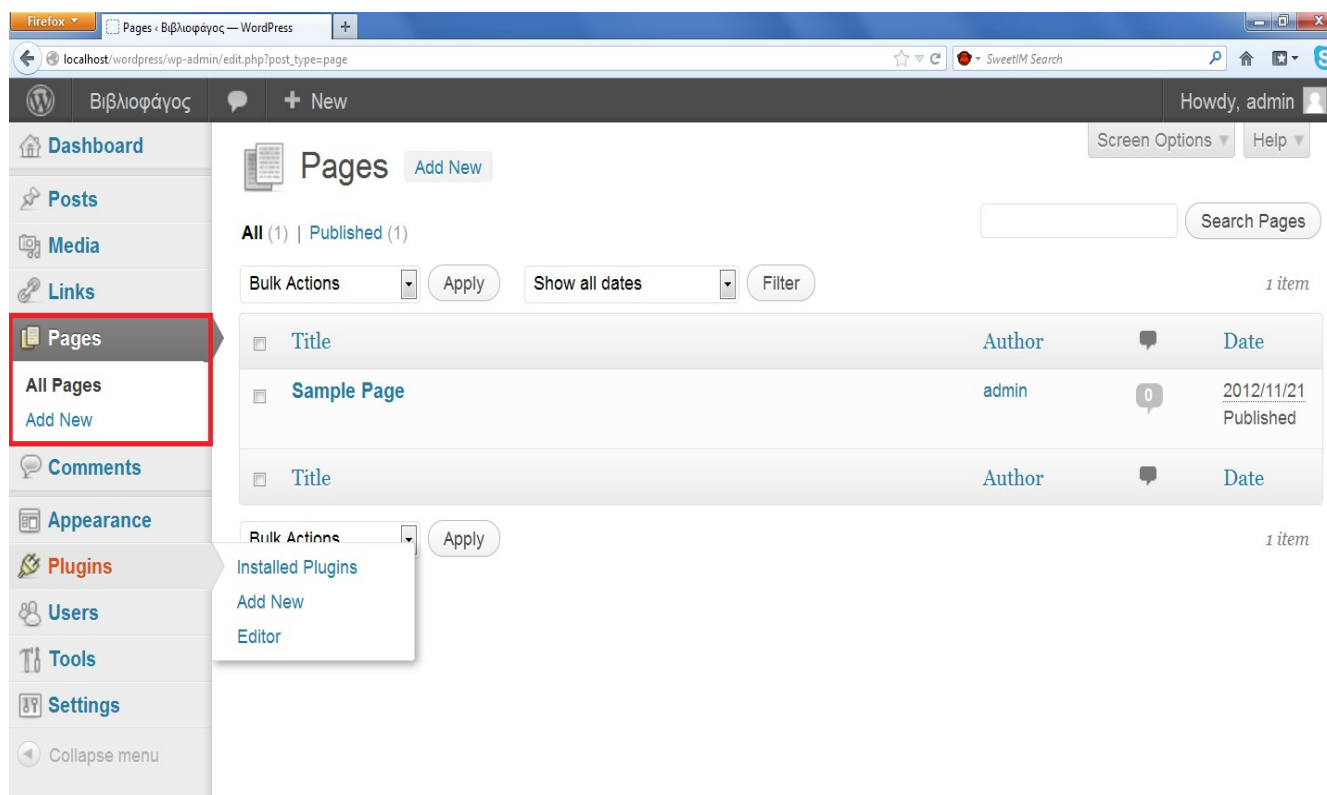 Firefox
Pages ‹ Βιβλιοφάγος — WordPress
+
localhost/wordpress/wp-admin/edit.php?post_type=page
SweetIM Search
Βιβλιοφάγος
+ New
Howdy, admin
Screen Options
Help
Dashboard
Posts
Media
Links
Pages
All Pages
Add New
Comments
Appearance
Plugins
Users
Tools
Settings
Collapse menu
Pages Add New
All (1) | Published (1)
Search Pages
Bulk Actions Apply Show all dates Filter 1 item
Title Author Date
Sample Page admin 0 2012/11/21
Published
Title Author Date
Bulk Actions Apply 1 item
Installed Plugins
Add New
Editor